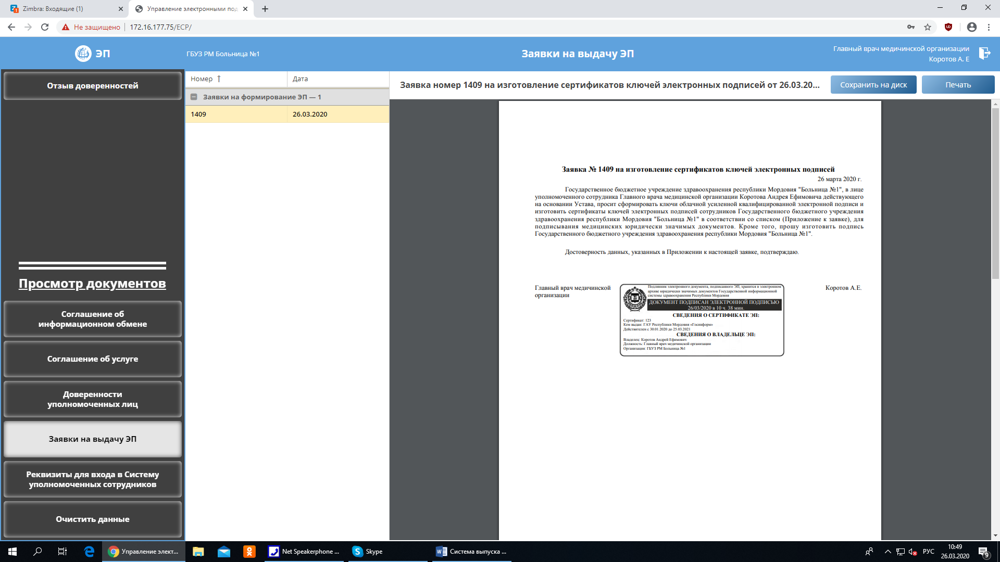 Zimbra: Входящие (1)
Управление электронными под
Не защищено
172.16.177.75/ECP/
ЭП
ГБУЗ РМ Больница №1
Заявки на выдачу ЭП
Главный врач медицинской организации
Коротов А. Е
Отзыв доверенностей
Просмотр документов
Соглашение об
информационном обмене
Соглашение об услуге
Доверенности
уполномоченных лиц
Заявки на выдачу ЭП
Реквизиты для входа в Систему
уполномоченных сотрудников
Очистить данные
Номер
Дата
Заявки на формирование ЭП — 1
1409
26.03.2020
Заявка номер 1409 на изготовление сертификатов ключей электронных подписей от 26.03.20...
Сохранить на диск
Печать
Заявка № 1409 на изготовление сертификатов ключей электронных подписей
26 марта 2020 г.
Государственное бюджетное учреждение здравоохранения республики Мордовия "Больница №1", в лице
уполномоченного сотрудника Главного врача медицинской организации Коротова Андрея Ефимовича действующего
на основании Устава, просит сформировать ключи облачной усиленной квалифицированной электронной подписи и
изготовить сертификаты ключей электронных подписей сотрудников Государственного бюджетного учреждения
здравоохранения республики Мордовия "Больница №1" в соответствии со списком (Приложение к заявке), для
подписывания медицинских юридически значимых документов. Кроме того, прошу изготовить подпись
Государственного бюджетного учреждения здравоохранения республики Мордовия "Больница №1".
Достоверность данных, указанных в Приложении к настоящей заявке, подтверждаю.
Главный врач медицинской
организации
Подлинник электронного документа, подписанного ЭП, хранится в электронном
архиве юридически значимых документов Государственной информационной
системы здравоохранения Республики Мордовия
ДОКУМЕНТ ПОДПИСАН ЭЛЕКТРОННОЙ ПОДПИСЬЮ
26/03/2020 в 10 ч. 38 мин.
СВЕДЕНИЯ О СЕРТИФИКАТЕ ЭП:
Сертификат: 123
Кем выдан: ГАУ Республики Мордовия «Госинформ»
Действителен с 30.01.2020 до 25.03.2021
СВЕДЕНИЯ О ВЛАДЕЛЬЦЕ ЭП:
Владелец: Коротов Андрей Ефимович
Должность: Главный врач медицинской организации
Организация: ГБУЗ РМ Больница №1
Коротов А.Е.
Управление элект...
Net Speakerphone ...
Skype
Система выпуска ...
РУС
10:49
26.03.2020
9